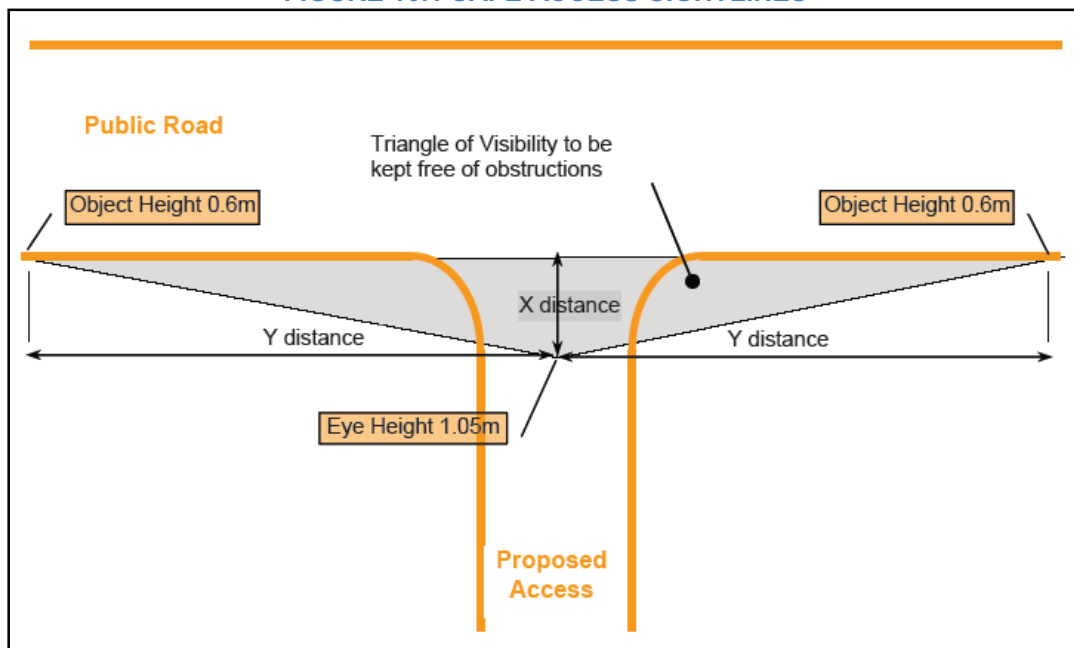 Public Road
Triangle of Visibility to be
kept free of obstructions
Object Height 0.6m
Object Height 0.6m
X distance
Y distance
Y distance
Eye Height 1.05m
Proposed
Access